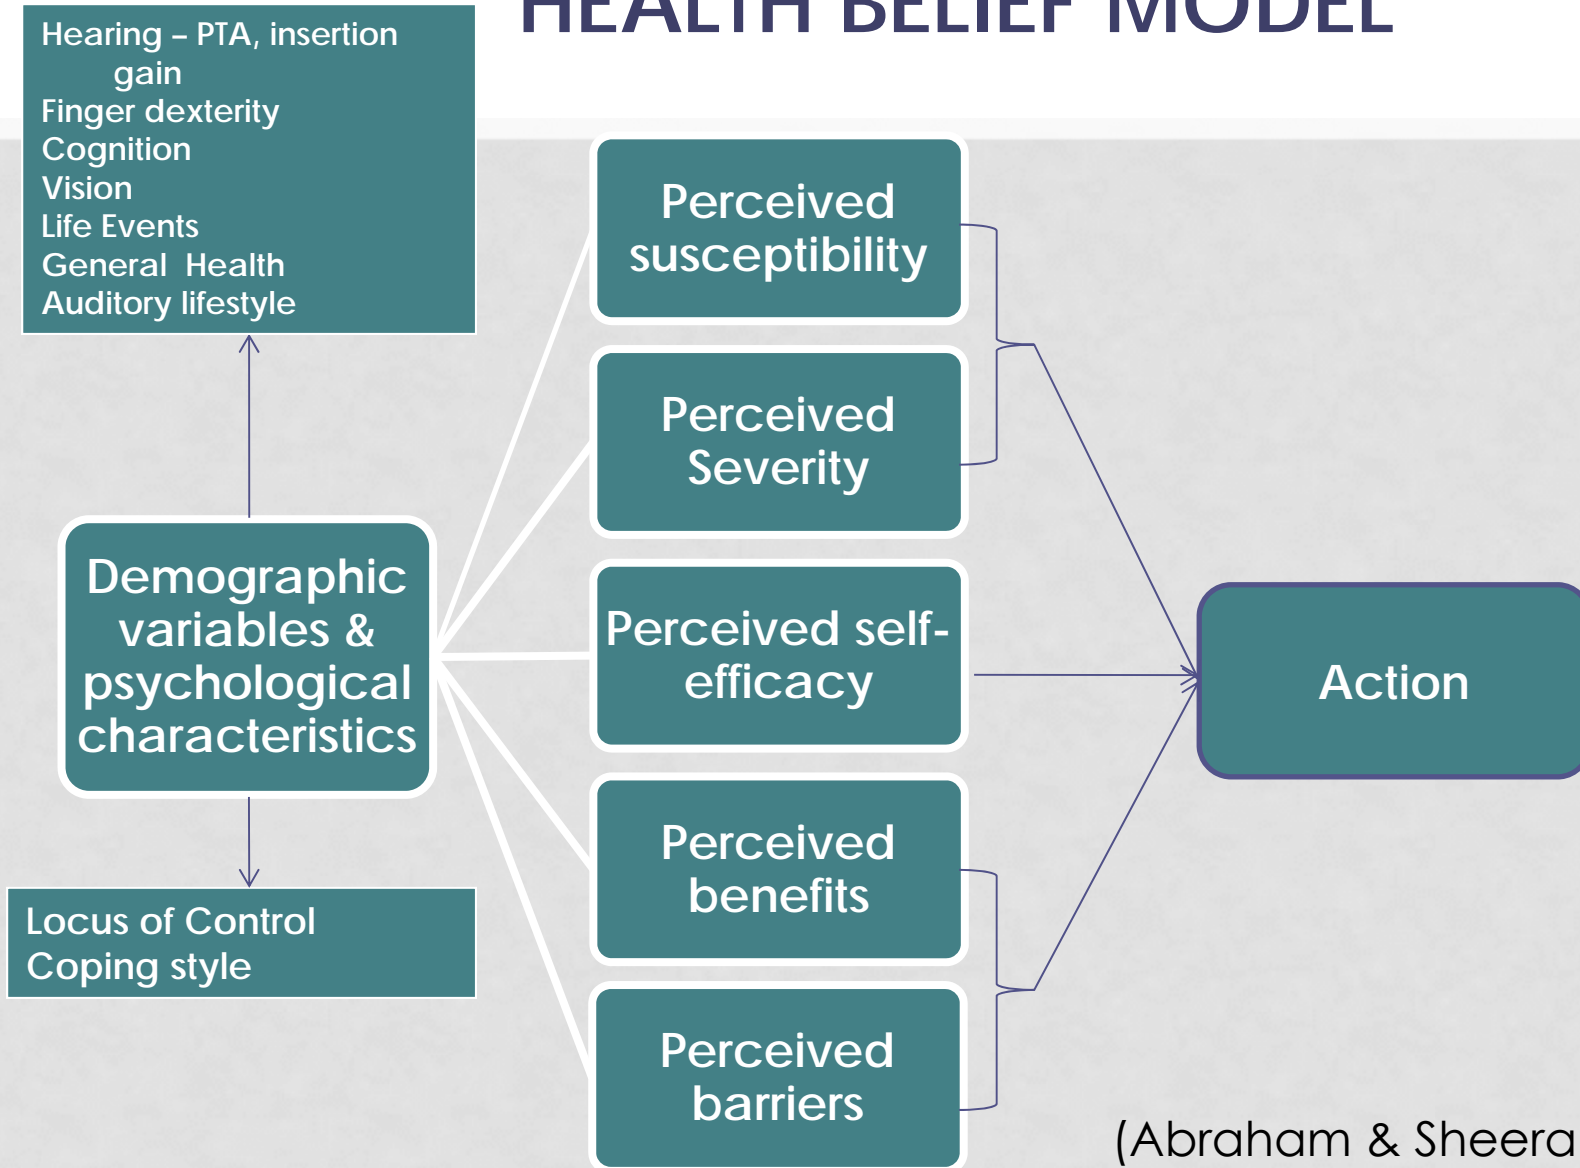 HEALTH BELIEF MODEL
Hearing – PTA, insertion
gain
Finger dexterity
Cognition
Vision
Life Events
General Health
Auditory lifestyle
Demographic
variables &
psychological
characteristics
Locus of Control
Coping style
Perceived
susceptibility
Perceived
Severity
Perceived self-
efficacy
Perceived
benefits
Perceived
barriers
Action
(Abraham & Sheera